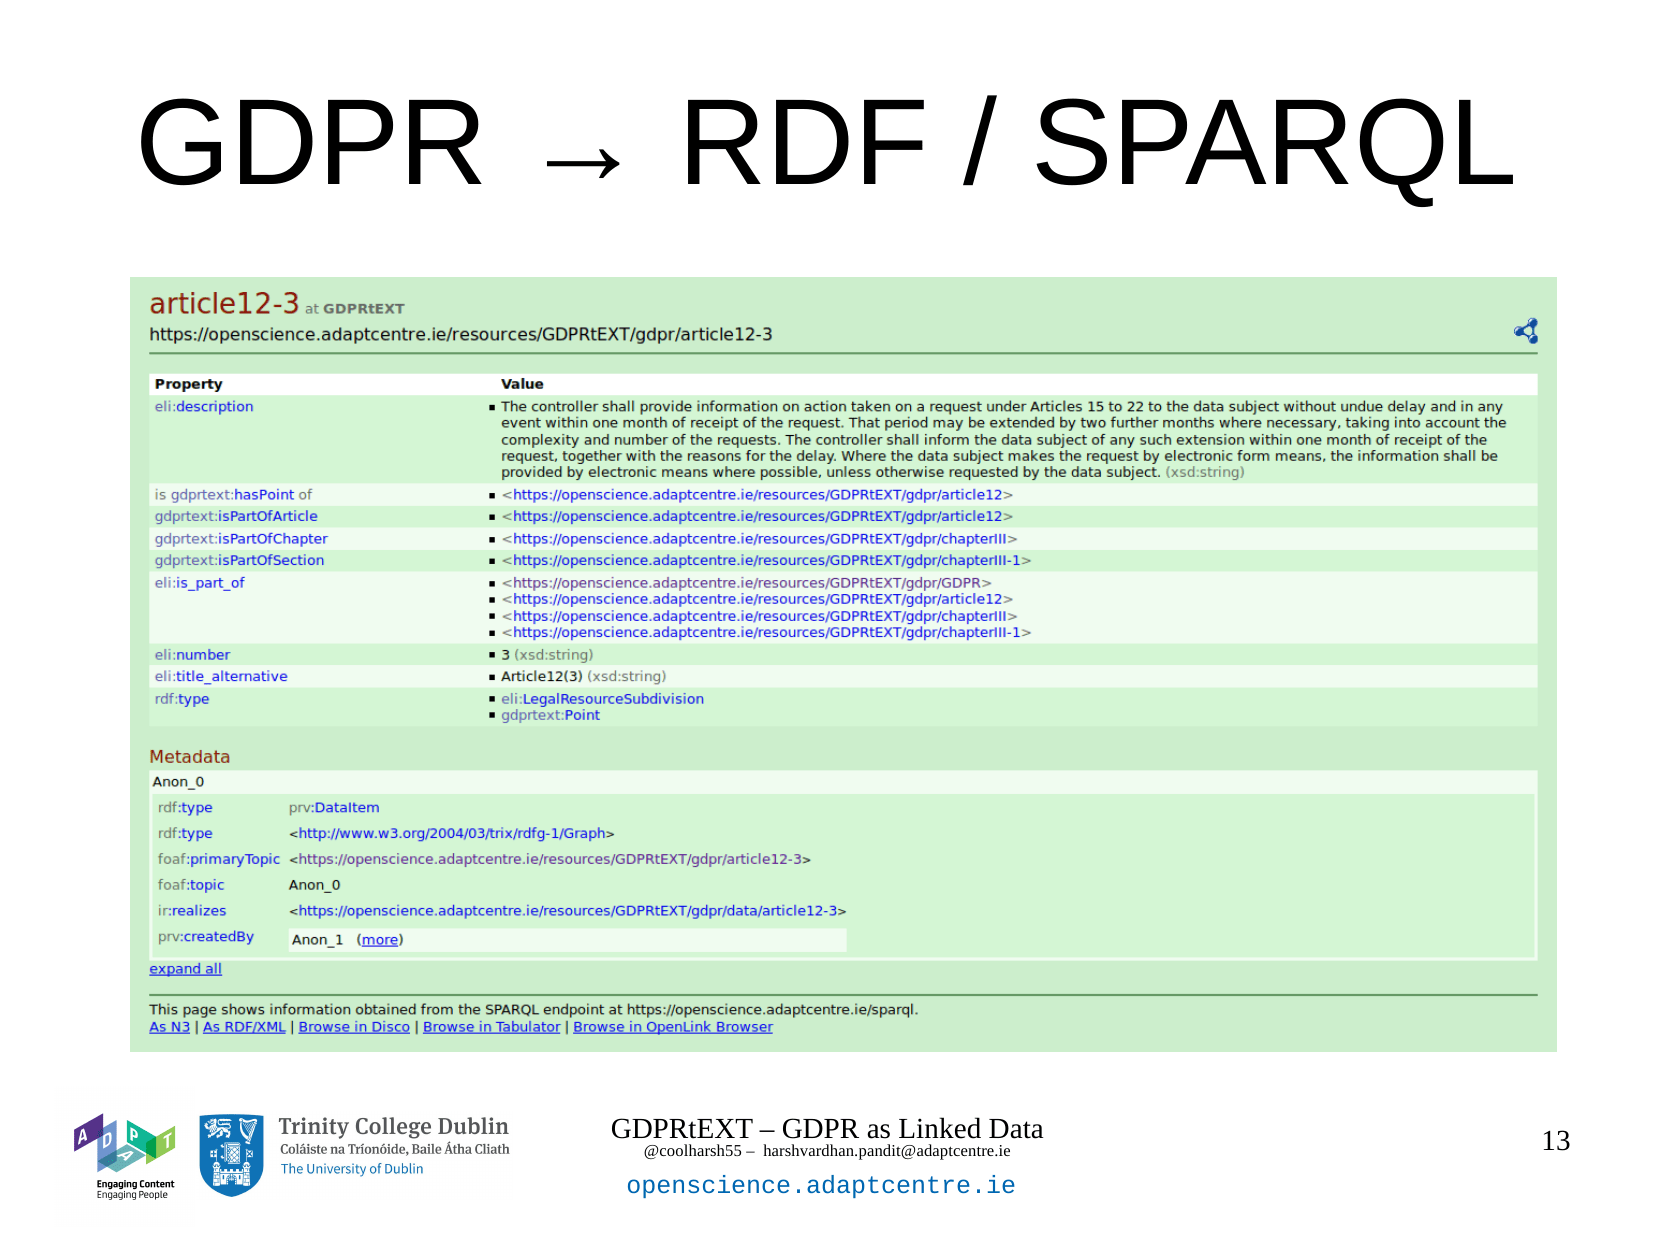 GDPR → RDF / SPARQL
article12-3 at GDPRtEXT
https://openscience.adaptcentre.ie/resources/GDPRtEXT/gdpr/article12-3
Property Value
eli:description ▪ The controller shall provide information on action taken on a request under Articles 15 to 22 to the data subject without undue delay and in any
event within one month of receipt of the request. That period may be extended by two further months where necessary, taking into account the
complexity and number of the requests. The controller shall inform the data subject of any such extension within one month of receipt of the
request, together with the reasons for the delay. Where the data subject makes the request by electronic form means, the information shall be
provided by electronic means where possible, unless otherwise requested by the data subject. (xsd:string)
is gdprtext:hasPoint of ▪ <https://openscience.adaptcentre.ie/resources/GDPRtEXT/gdpr/article12>
gdprtext:isPartOfArticle ▪ <https://openscience.adaptcentre.ie/resources/GDPRtEXT/gdpr/article12>
gdprtext:isPartOfChapter ▪ <https://openscience.adaptcentre.ie/resources/GDPRtEXT/gdpr/chapterIII>
gdprtext:isPartOfSection ▪ <https://openscience.adaptcentre.ie/resources/GDPRtEXT/gdpr/chapterIII-1>
eli:is_part_of ▪ <https://openscience.adaptcentre.ie/resources/GDPRtEXT/gdpr/GDPR>
▪ <https://openscience.adaptcentre.ie/resources/GDPRtEXT/gdpr/article12>
▪ <https://openscience.adaptcentre.ie/resources/GDPRtEXT/gdpr/chapterIII>
▪ <https://openscience.adaptcentre.ie/resources/GDPRtEXT/gdpr/chapterIII-1>
eli:number ▪ 3 (xsd:string)
eli:title_alternative ▪ Article12(3) (xsd:string)
rdf:type ▪ eli:LegalResourceSubdivision
▪ gdprtext:Point
Metadata
Anon_0
rdf:type prv:DataItem
rdf:type <http://www.w3.org/2004/03/trix/rdfg-1/Graph>
foaf:primaryTopic <https://openscience.adaptcentre.ie/resources/GDPRtEXT/gdpr/article12-3>
foaf:topic Anon_0
ir:realizes <https://openscience.adaptcentre.ie/resources/GDPRtEXT/gdpr/data/article12-3>
prv:createdBy Anon_1 (more)
expand all
This page shows information obtained from the SPARQL endpoint at https://openscience.adaptcentre.ie/sparql.
As N3 | As RDF/XML | Browse in Disco | Browse in Tabulator | Browse in OpenLink Browser
ADAPT
Engaging Content
Engaging People
Trinity College Dublin
Coláiste na Tríonóide, Baile Átha Cliath
The University of Dublin
GDPRtEXT – GDPR as Linked Data
@coolharsh55 – harshvardhan.pandit@adaptcentre.ie
openscience.adaptcentre.ie
13